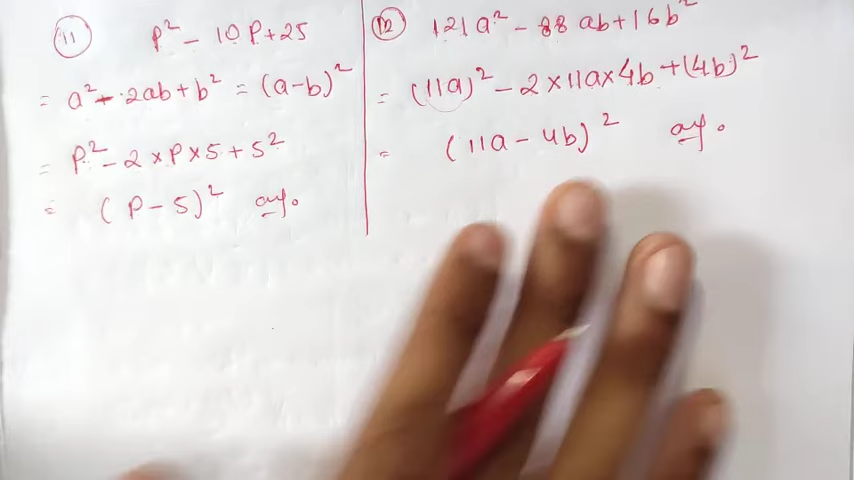 (11) p² - 10p+25
= a² - 2ab + b² = (a-b)²
= p² - 2×p×5+5²
= (p-5)² ans.
(12) 121a² - 88ab+16b²
= (11a)² - 2×11a×4b+(4b)²
= (11a-4b)² ans.